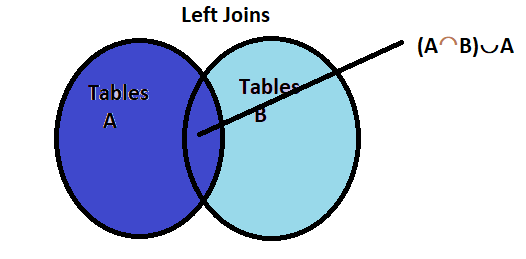 Left Joins
(A⌒B)⌣A
Tables
A
Tables
B